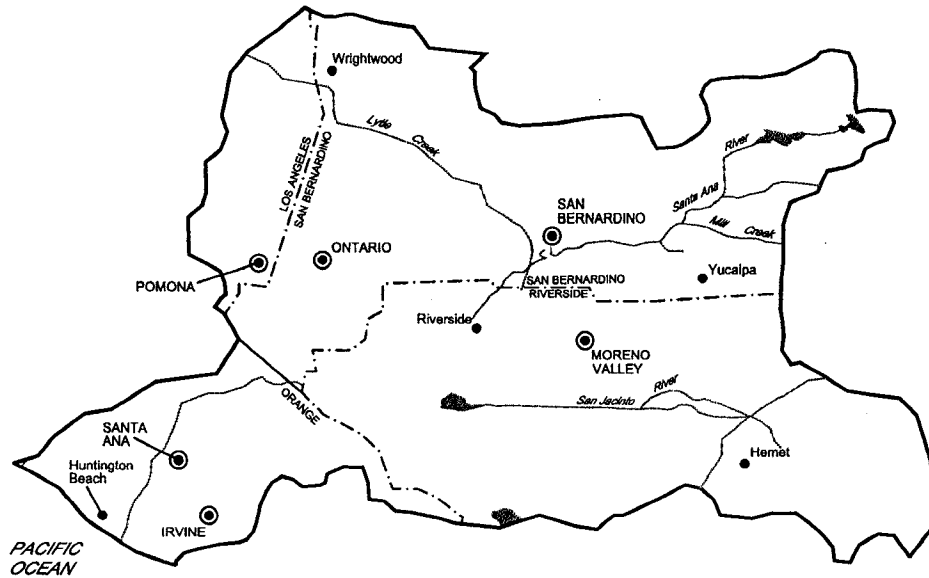 Wrightwood
Lytle
Creek
LOS ANGELES
SAN BERNARDINO
River
Santa Ana
Mill
Creek
SAN
BERNARDINO
ONTARIO
POMONA
Yucalpa
SAN BERNARDINO
RIVERSIDE
Riverside
MORENO
VALLEY
River
San Jacinto
ORANGE
SANTA
ANA
Huntington
Beach
Hemet
IRVINE
PACIFIC
OCEAN